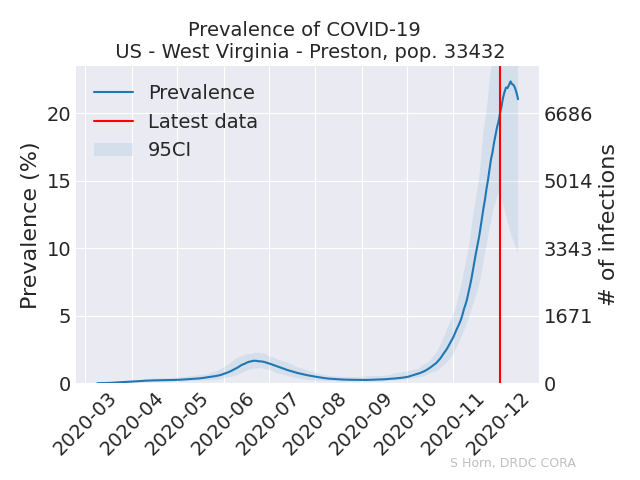 Prevalence of COVID-19
US - West Virginia - Preston, pop. 33432
Prevalence
Latest data
95CI
Prevalence (%)
20
15
10
5
0
6686
5014
3343
1671
0
# of infections
2020-03
2020-04
2020-05
2020-06
2020-07
2020-08
2020-09
2020-10
2020-11
2020-12
S Horn, DRDC CORA